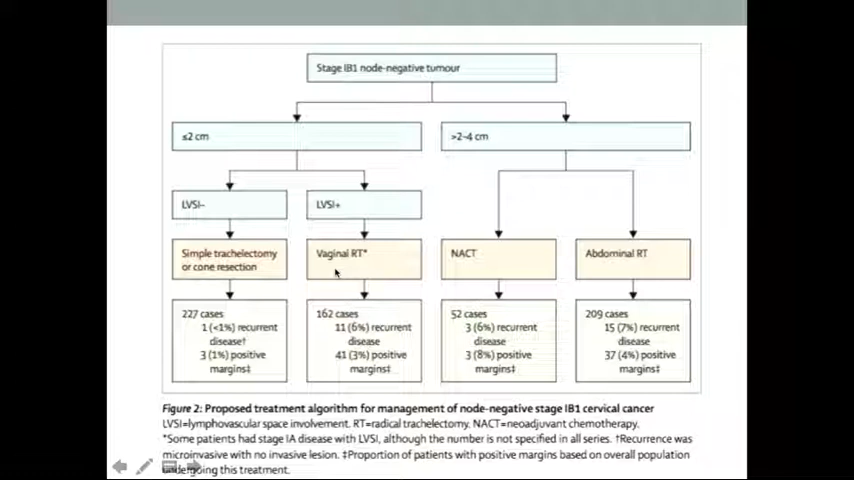 Stage IB1 node-negative tumour
≤2 cm
>2–4 cm
LVSI–
LVSI+
Simple trachelectomy
or cone resection
Vaginal RT*
NACT
Abdominal RT
227 cases
1 (<1%) recurrent
disease†
3 (1%) positive
margins‡
162 cases
11 (6%) recurrent
disease
41 (3%) positive
margins‡
52 cases
3 (6%) recurrent
disease
3 (8%) positive
margins‡
209 cases
15 (7%) recurrent
disease
37 (4%) positive
margins‡
Figure 2: Proposed treatment algorithm for management of node-negative stage IB1 cervical cancer
LVSI=lymphovascular space involvement. RT=radical trachelectomy. NACT=neoadjuvant chemotherapy.
*Some patients had stage IA disease with LVSI, although the number is not specified in all series. †Recurrence was
microinvasive with no invasive lesion. ‡Proportion of patients with positive margins based on overall population
undergoing this treatment.